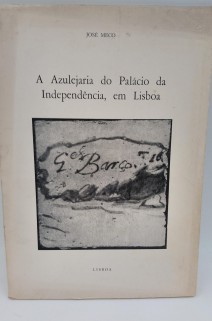 JOSÉ MECO
A Azulejaria do Palácio da
Independência, em Lisboa
LISBOA